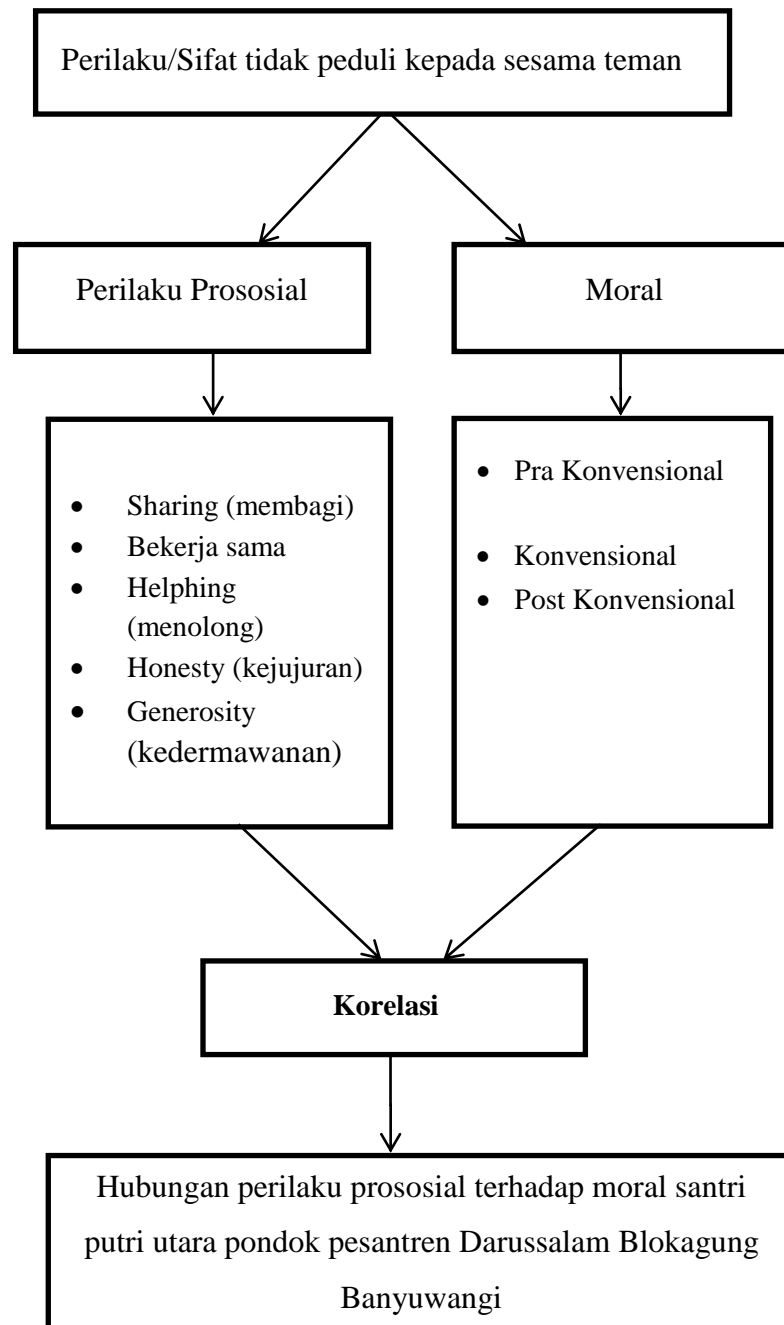 Perilaku/Sifat tidak peduli kepada sesama teman
Perilaku Prososial
Moral
• Sharing (membagi)
• Bekerja sama
• Helphing
(menolong)
• Honesty (kejujuran)
• Generosity
(kedermawanan)
• Pra Konvensional
• Konvensional
• Post Konvensional
Korelasi
Hubungan perilaku prososial terhadap moral santri
putri utara pondok pesantren Darussalam Blokagung
Banyuwangi